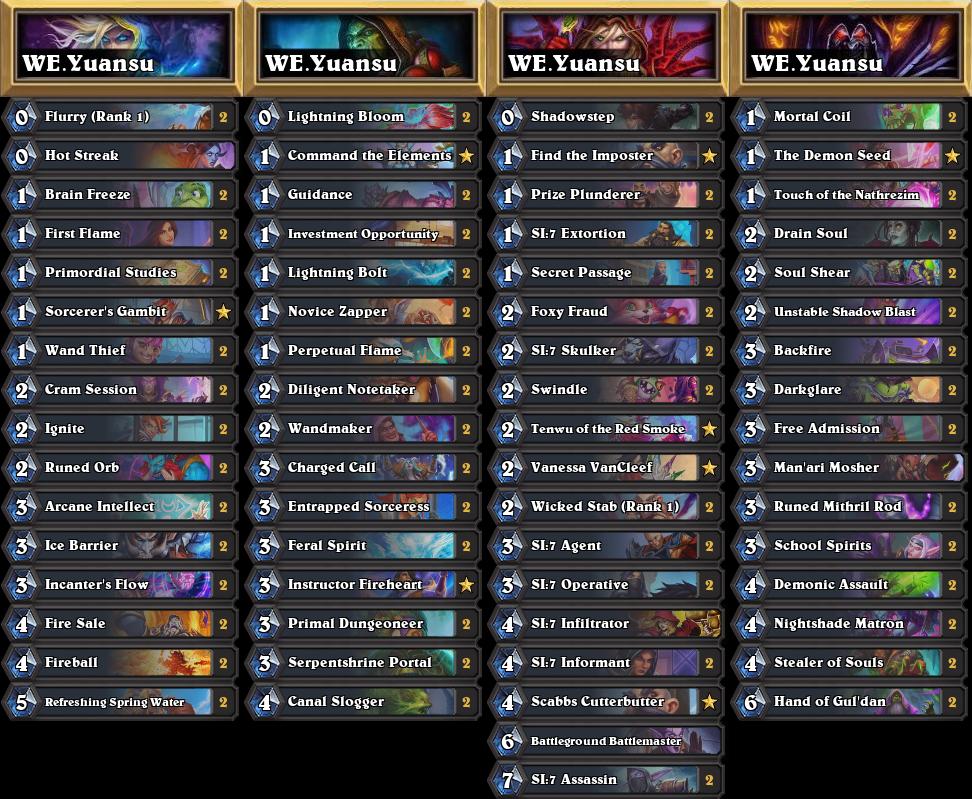 WE.Yuansu
0 Flurry (Rank 1) 2
0 Hot Streak
1 Brain Freeze 2
1 First Flame 2
1 Primordial Studies 2
1 Sorcerer's Gambit
1 Wand Thief 2
2 Cram Session 2
2 Ignite 2
2 Runed Orb 2
3 Arcane Intellect 2
3 Ice Barrier 2
3 Incanter's Flow 2
4 Fire Sale 2
4 Fireball 2
5 Refreshing Spring Water 2
WE.Yuansu
0 Lightning Bloom 2
1 Command the Elements
1 Guidance 2
1 Investment Opportunity 2
1 Lightning Bolt 2
1 Novice Zapper 2
1 Perpetual Flame 2
2 Diligent Notetaker 2
2 Wandmaker 2
3 Charged Call 2
3 Entrapped Sorceress 2
3 Feral Spirit 2
3 Instructor Fireheart
3 Primal Dungeoneer 2
3 Serpentshrine Portal 2
4 Canal Slogger 2
WE.Yuansu
0 Shadowstep 2
1 Find the Imposter
1 Prize Plunderer 2
1 SI:7 Extortion 2
1 Secret Passage 2
2 Foxy Fraud 2
2 SI:7 Skulker 2
2 Swindle 2
2 Tenwu of the Red Smoke
2 Vanessa VanCleef
2 Wicked Stab (Rank 1) 2
3 SI:7 Agent 2
3 SI:7 Operative 2
4 SI:7 Infiltrator
4 SI:7 Informant 2
4 Scabbs Cutterbutter
6 Battleground Battlemaster
7 SI:7 Assassin 2
WE.Yuansu
1 Mortal Coil 2
1 The Demon Seed
1 Touch of the Nathrezim 2
2 Drain Soul 2
2 Soul Shear 2
2 Unstable Shadow Blast 2
3 Backfire 2
3 Darkglare 2
3 Free Admission 2
3 Man'ari Mosher
3 Runed Mithril Rod 2
3 School Spirits 2
4 Demonic Assault 2
4 Nightshade Matron 2
4 Stealer of Souls 2
6 Hand of Gul'dan 2